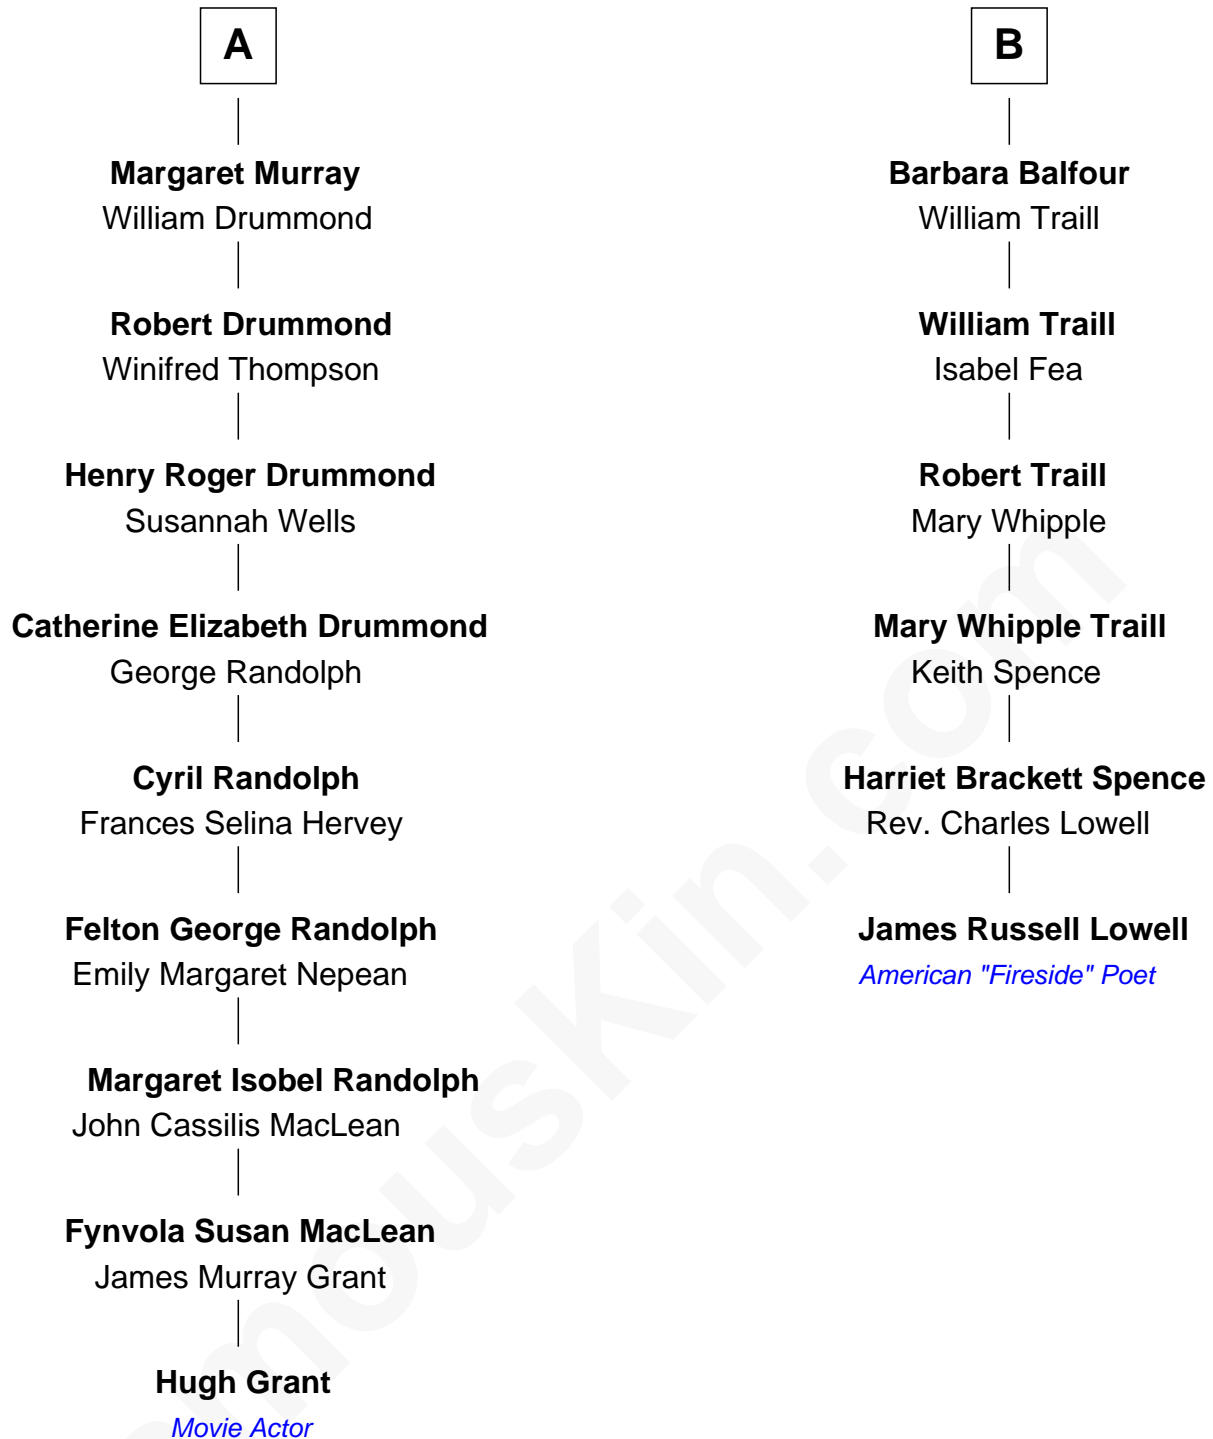 A
Margaret Murray
William Drummond
Robert Drummond
Winifred Thompson
Henry Roger Drummond
Susannah Wells
Catherine Elizabeth Drummond
George Randolph
Cyril Randolph
Frances Selina Hervey
Felton George Randolph
Emily Margaret Nepean
Margaret Isobel Randolph
John Cassilis MacLean
Fynvola Susan MacLean
James Murray Grant
Hugh Grant
Movie Actor
B
Barbara Balfour
William Traill
William Traill
Isabel Fea
Robert Traill
Mary Whipple
Mary Whipple Traill
Keith Spence
Harriet Brackett Spence
Rev. Charles Lowell
James Russell Lowell
American "Fireside" Poet
mouskin.com